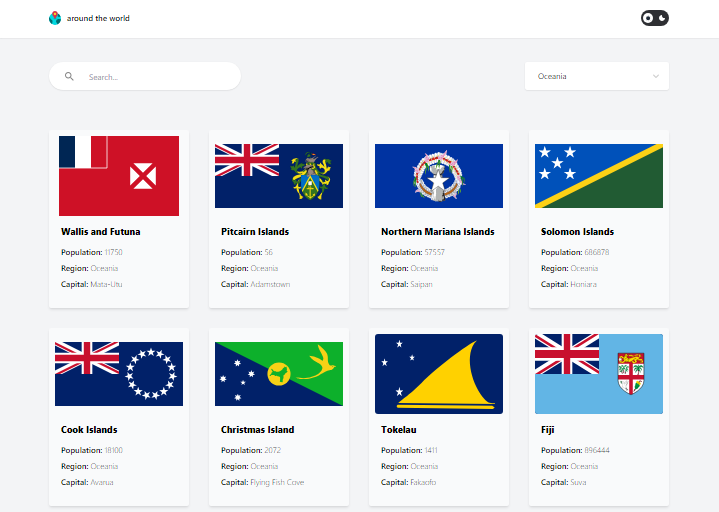 around the world
Search...
Oceania
Wallis and Futuna
Population: 11750
Region: Oceania
Capital: Mata-Utu
Pitcairn Islands
Population: 56
Region: Oceania
Capital: Adamstown
Northern Mariana Islands
Population: 57557
Region: Oceania
Capital: Saipan
Solomon Islands
Population: 686878
Region: Oceania
Capital: Honiara
Cook Islands
Population: 18100
Region: Oceania
Capital: Avarua
Christmas Island
Population: 2072
Region: Oceania
Capital: Flying Fish Cove
Tokelau
Population: 1411
Region: Oceania
Capital: Fakaofo
Fiji
Population: 896444
Region: Oceania
Capital: Suva